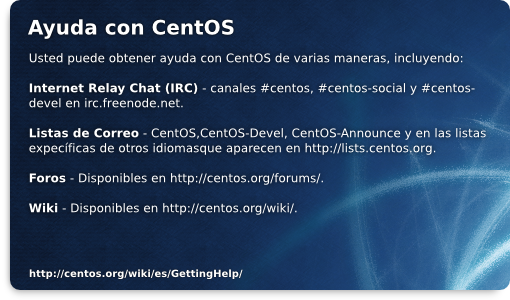 Ayuda con CentOS
Usted puede obtener ayuda con CentOS de varias maneras, incluyendo:
Internet Relay Chat (IRC) - canales #centos, #centos-social y #centos-
devel en irc.freenode.net.
Listas de Correo - CentOS,CentOS-Devel, CentOS-Announce y en las listas
expecíficas de otros idiomasque aparecen en http://lists.centos.org.
Foros - Disponibles en http://centos.org/forums/.
Wiki - Disponibles en http://centos.org/wiki/.
http://centos.org/wiki/es/GettingHelp/